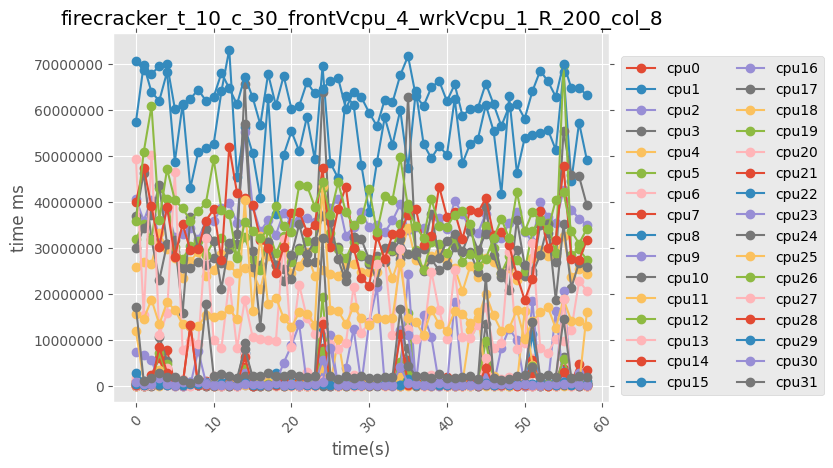 firecracker_t_10_c_30_frontVcpu_4_wrkVcpu_1_R_200_col_8
time ms
70000000
60000000
50000000
40000000
30000000
20000000
10000000
0
0
10
20
30
40
50
60
time(s)
cpu0
cpu1
cpu2
cpu3
cpu4
cpu5
cpu6
cpu7
cpu8
cpu9
cpu10
cpu11
cpu12
cpu13
cpu14
cpu15
cpu16
cpu17
cpu18
cpu19
cpu20
cpu21
cpu22
cpu23
cpu24
cpu25
cpu26
cpu27
cpu28
cpu29
cpu30
cpu31